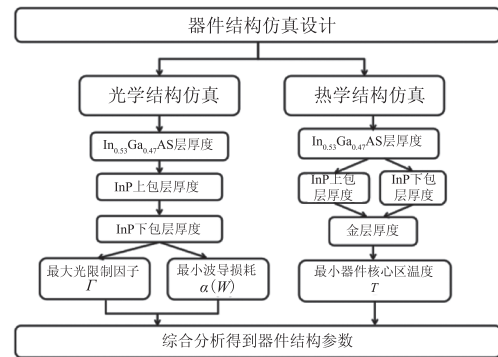 器件结构仿真设计
光学结构仿真
热学结构仿真
In0.53Ga0.47AS层厚度
InP上包层厚度
InP下包层厚度
最大光限制因子
Γ
最小波导损耗
α(W)
In0.53Ga0.47AS层厚度
InP上包
层厚度
InP下包
层厚度
金层厚度
最小器件核心区温度
T
综合分析得到器件结构参数